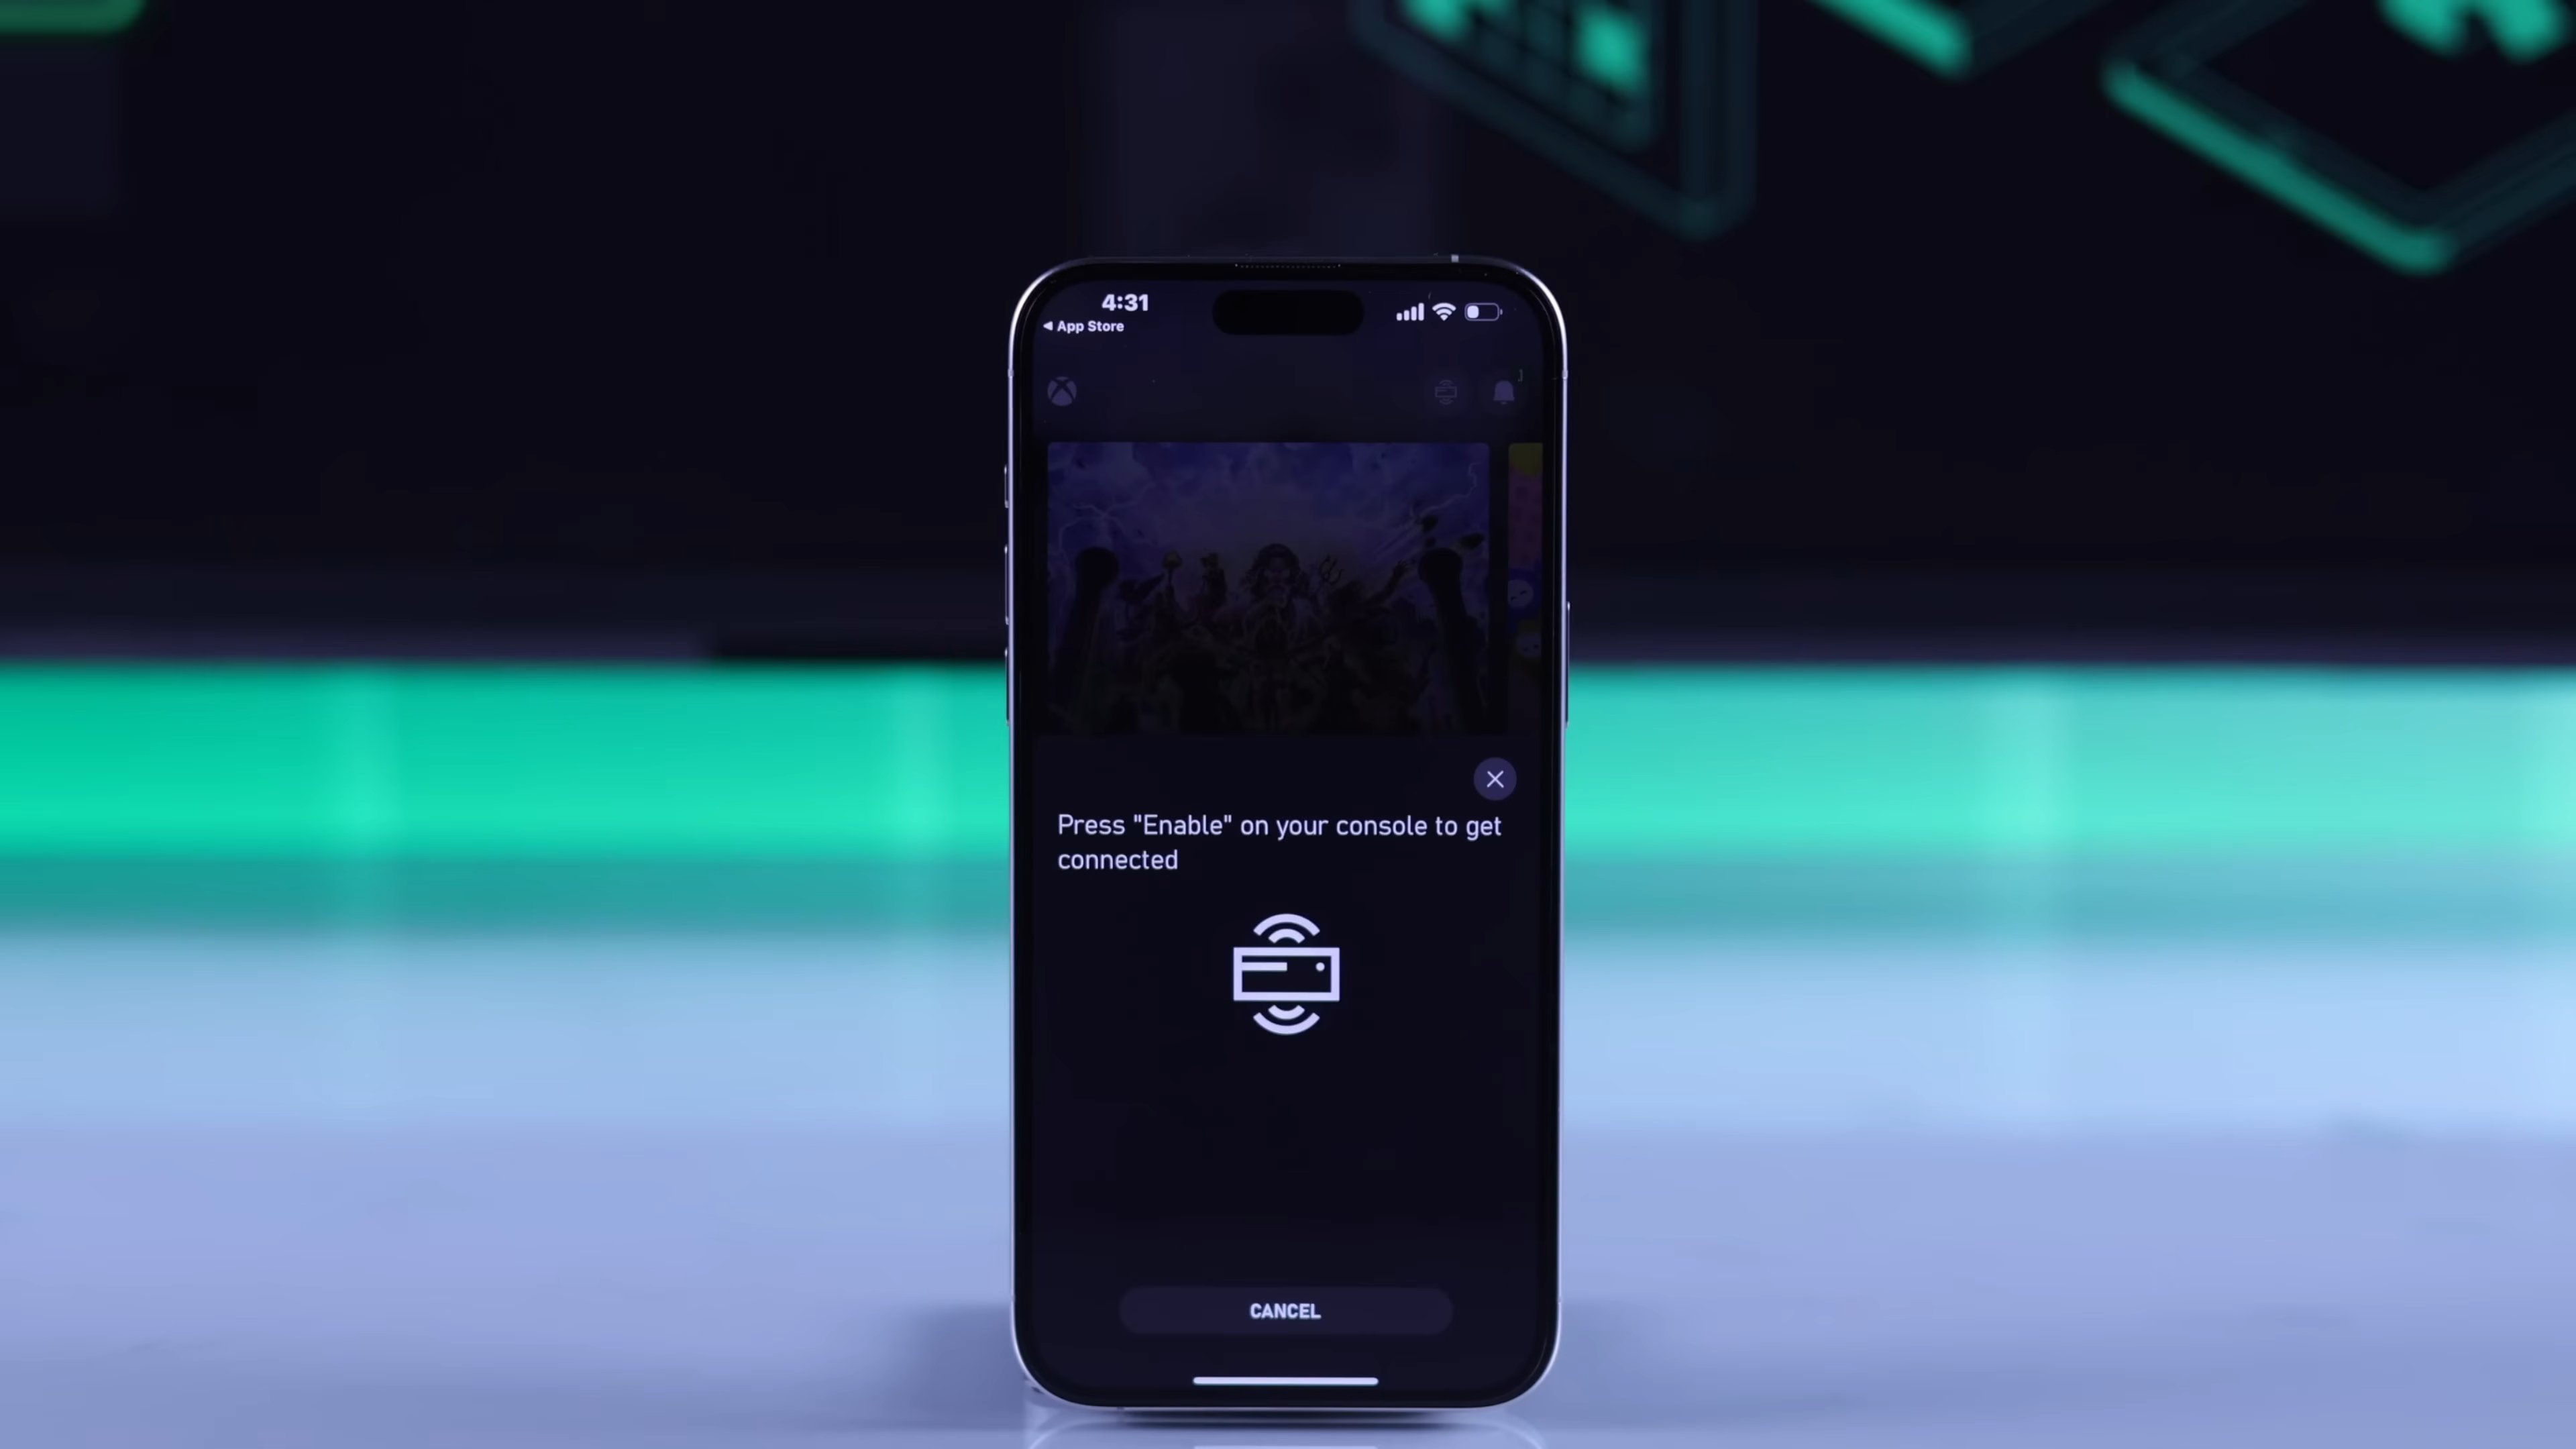 4:31
App Store
Press "Enable" on your console to get
connected
CANCEL